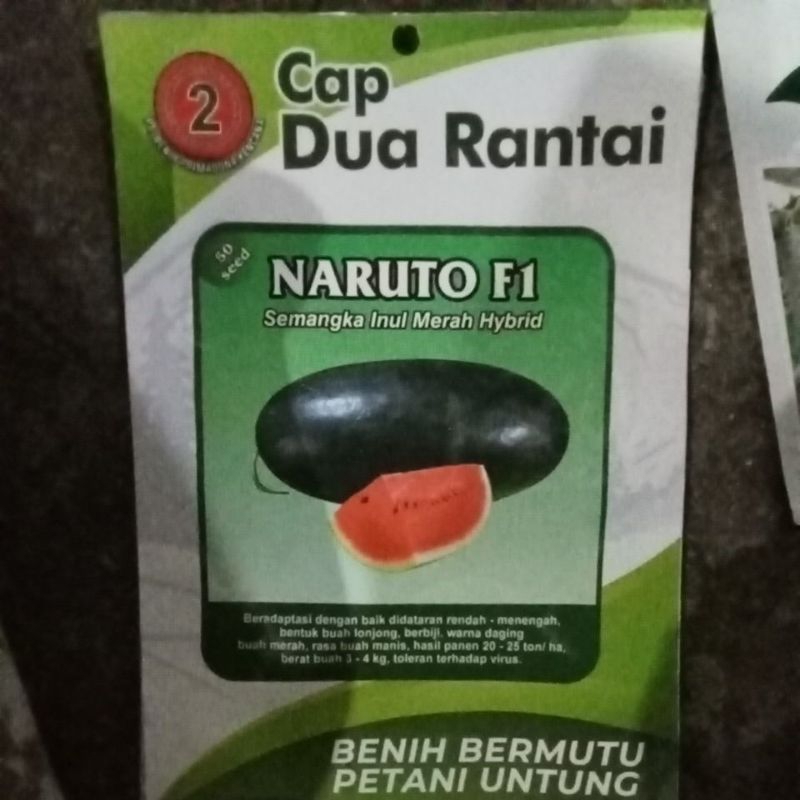 2
Cap
Dua Rantai
50
seed
NARUTO F1
Semangka Inul Merah Hybrid
Beradaptasi dengan baik didataran rendah - menengah,
bentuk buah lonjong, berbiji, warna daging
buah merah, rasa buah manis, hasil panen 20 - 25 ton/ ha,
berat buah 3 - 4 kg, toleran terhadap virus.
BENIH BERMUTU
PETANI UNTUNG